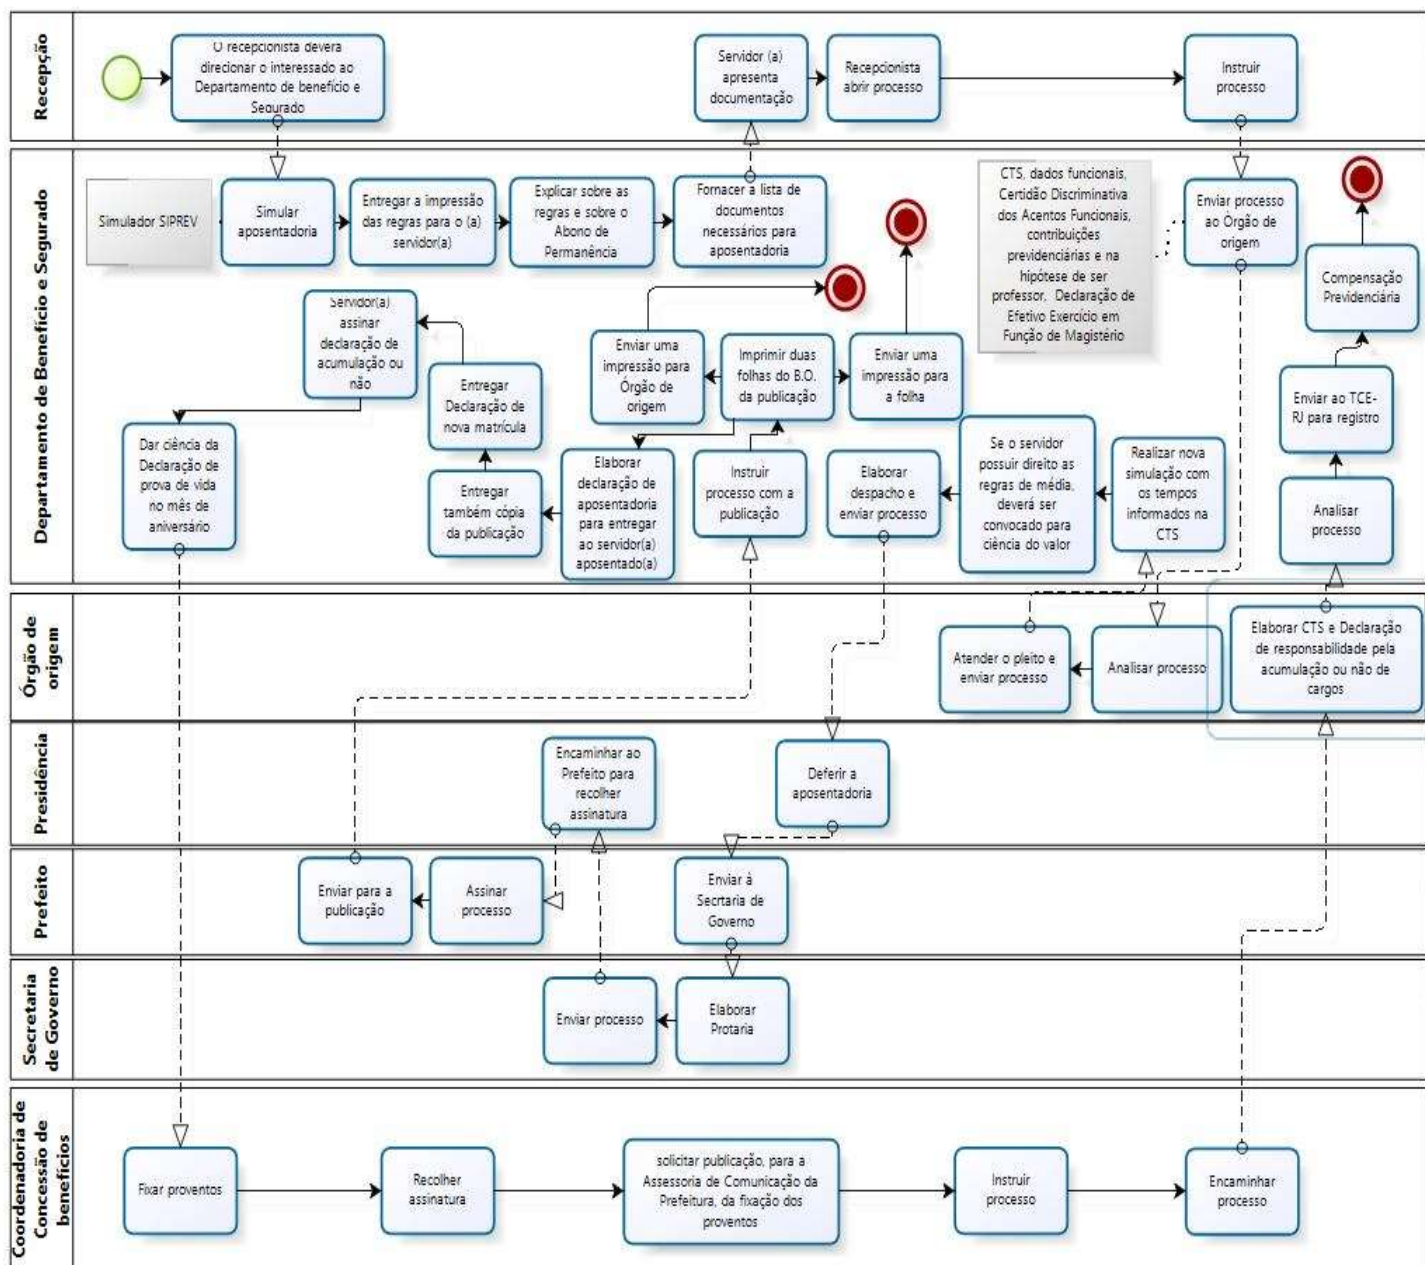 Recepção
O recepcionista deverá
direcionar o interessado ao
Departamento de benefício e
Segurado
Servidor (a)
apresenta
documentação
Recepcionista
abrir processo
Instruir
processo
Departamento de Benefício e Segurado
Simulador SIPREV
Simular
aposentadoria
Entregar a impressão
das regras para o (a)
servidor(a)
Explicar sobre as
regras e sobre o
Abono de
Permanência
Fornacer a lista de
documentos
necessários para
aposentadoria
CTS, dados funcionais,
Certidão Discriminativa
dos Acentos Funcionais,
contribuições
previdenciárias e na
hipótese de ser
professor, Declaração de
Efetivo Exercício em
Função de Magistério
Enviar processo
ao Órgão de
origem
Compensação
Previdenciária
Servidor(a)
assinar
declaração de
acumulação ou
não
Entregar
Declaração de
nova matrícula
Enviar uma
impressão para
Órgão de
origem
Imprimir duas
folhas do B.O.
da publicação
Enviar uma
impressão para
a folha
Enviar ao TCE-
RJ para registro
Dar ciência da
Declaração de
prova de vida
no mês de
aniversário
Entregar
também cópia
da publicação
Elaborar
declaração de
aposentadoria
para entregar
ao servidor(a)
aposentado(a)
Instruir
processo com a
publicação
Elaborar
despacho e
enviar processo
Se o servidor
possuir direito as
regras de média,
deverá ser
convocado para
ciência do valor
Realizar nova
simulação com
os tempos
informados na
CTS
Analisar
processo
Órgão de
origem
Atender o pleito e
enviar processo
Analisar processo
Elaborar CTS e Declaração
de responsabilidade pela
acumulação ou não de
cargos
Presidência
Encaminhar ao
Prefeito para
recolher
assinatura
Deferir a
aposentadoria
Prefeito
Enviar para a
publicação
Assinar
processo
Enviar à
Secrtaria de
Governo
Secretaria
de Governo
Enviar processo
Elaborar
Protaria
Coordenadoria de
Concessão de
benefícios
Fixar proventos
Recolher
assinatura
solicitar publicação, para a
Assessoria de Comunicação da
Prefeitura, da fixação dos
proventos
Instruir
processo
Encaminhar
processo